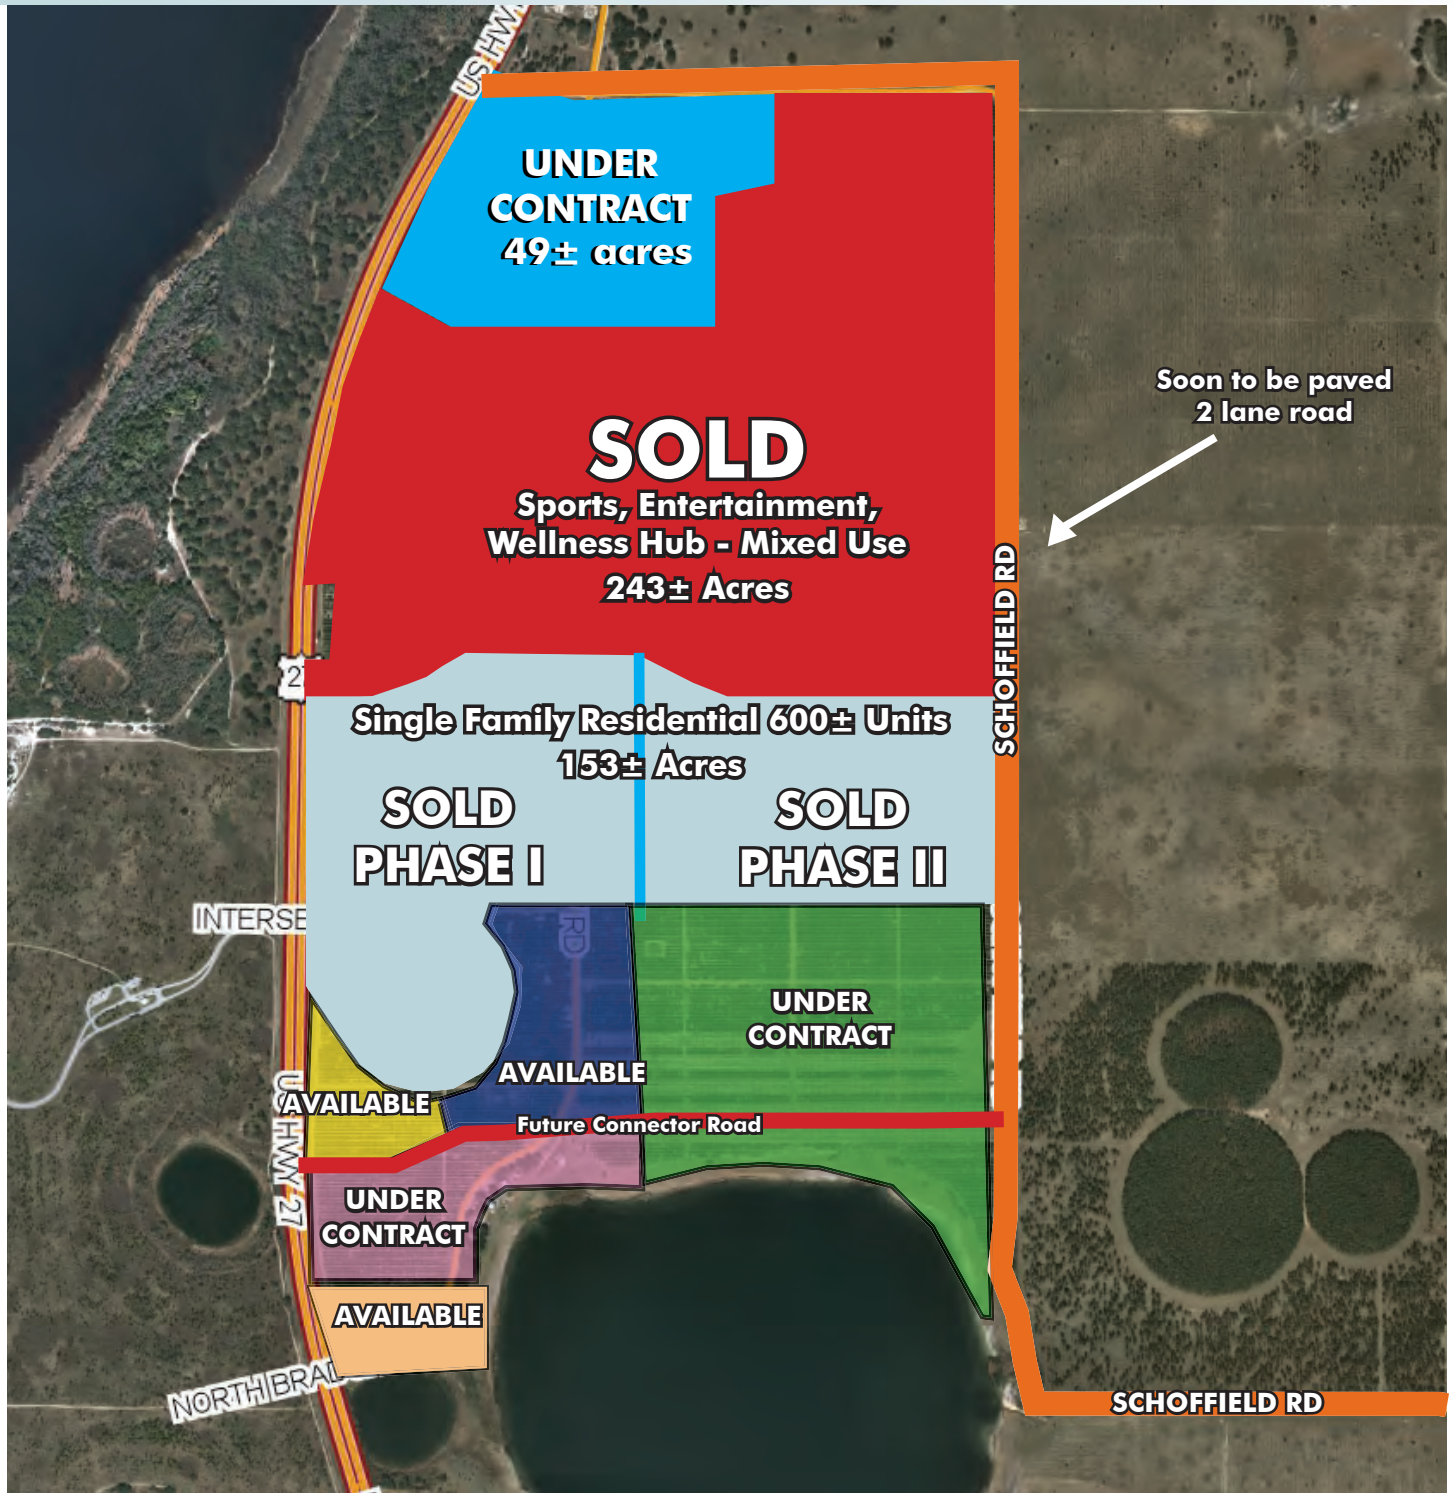 US HWY
UNDER
CONTRACT
49± acres
Soon to be paved
2 lane road
SOLD
Sports, Entertainment,
Wellness Hub - Mixed Use
243± Acres
SCHOFFIELD RD
2
Single Family Residential 600± Units
153± Acres
SOLD
PHASE I
SOLD
PHASE II
INTERSE
RD
UNDER
CONTRACT
AVAILABLE
AVAILABLE
US HWY 27
Future Connector Road
UNDER
CONTRACT
AVAILABLE
NORTH BRAD
SCHOFFIELD RD